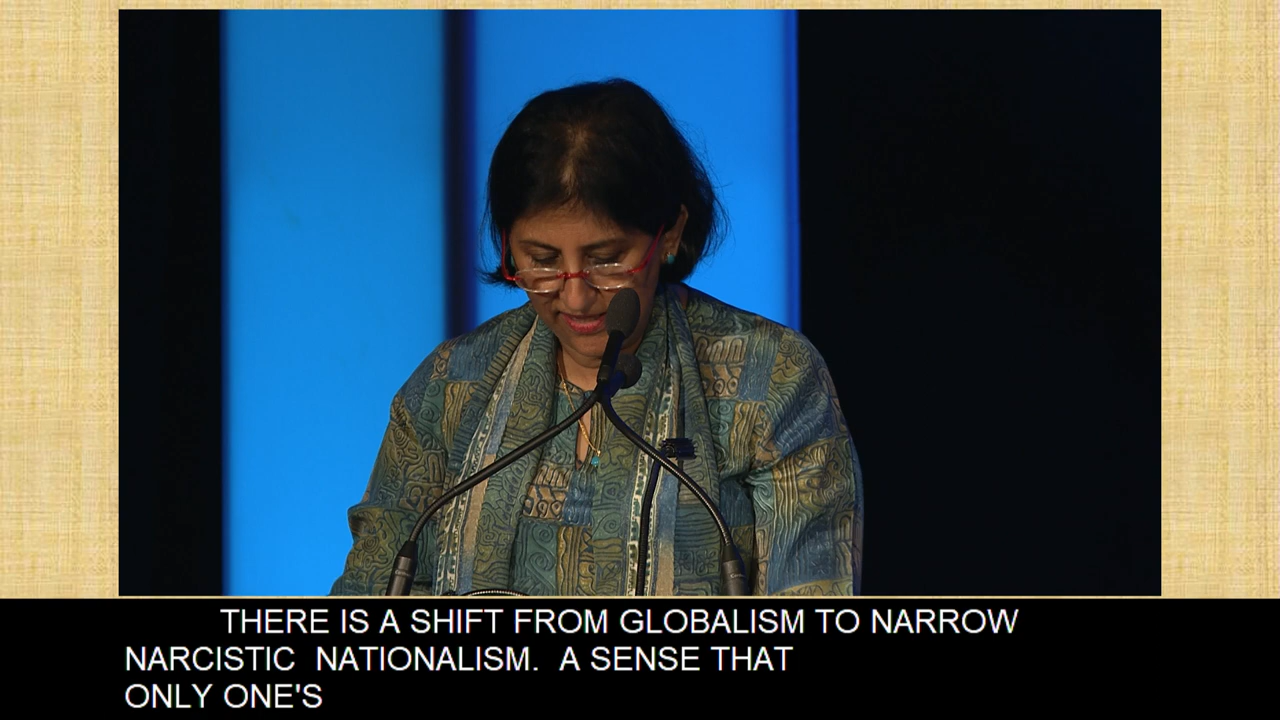 THERE IS A SHIFT FROM GLOBALISM TO NARROW
NARCISTIC  NATIONALISM.  A SENSE THAT
ONLY ONE'S